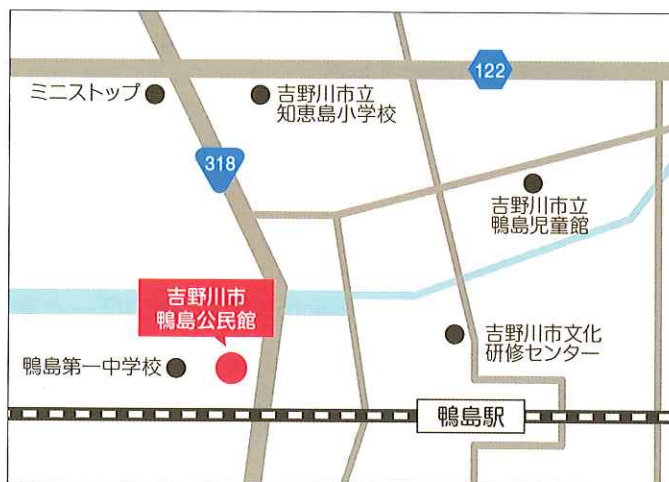 122
ミニストップ
吉野川市立
知恵島小学校
318
吉野川市立
鴨島児童館
吉野川市
鴨島公民館
吉野川市文化
研修センター
鴨島第一中学校
鴨島駅